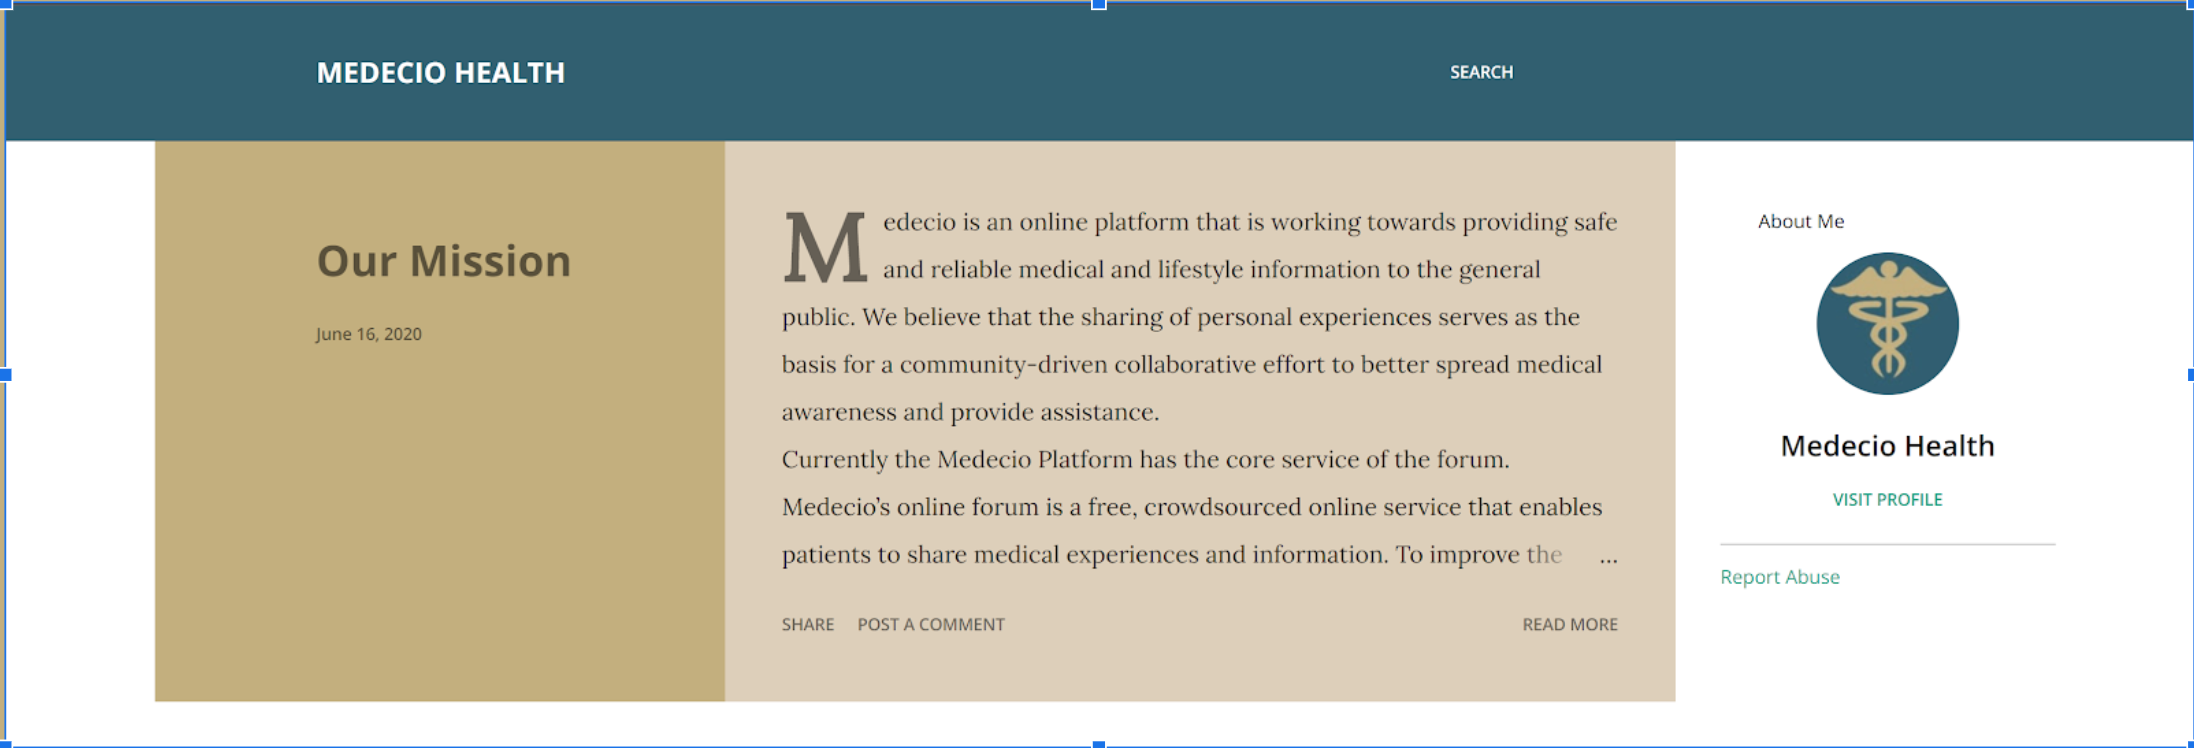 MEDECIO HEALTH
SEARCH
Our Mission
June 16, 2020
Medecio is an online platform that is working towards providing safe
and reliable medical and lifestyle information to the general
public. We believe that the sharing of personal experiences serves as the
basis for a community-driven collaborative effort to better spread medical
awareness and provide assistance.
Currently the Medecio Platform has the core service of the forum.
Medecio’s online forum is a free, crowdsourced online service that enables
patients to share medical experiences and information. To improve the ...
SHARE POST A COMMENT READ MORE
About Me
Medecio Health
VISIT PROFILE
Report Abuse